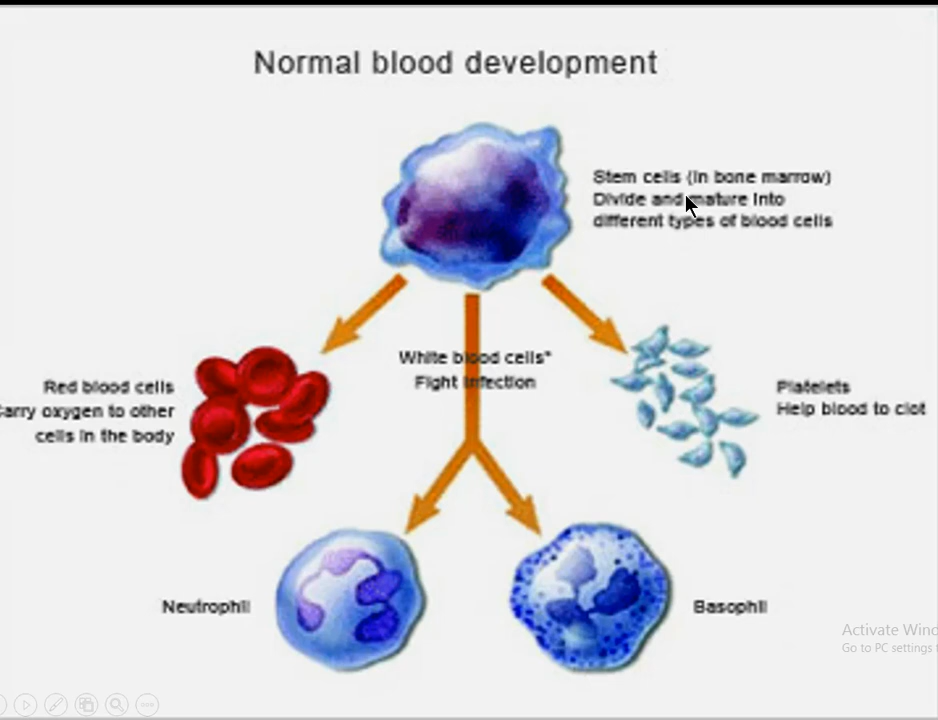 Normal blood development
Stem cells (in bone marrow)
Divide and mature into
different types of blood cells
White blood cells*
Fight infection
Red blood cells
Carry oxygen to other
cells in the body
Platelets
Help blood to clot
Neutrophil
Basophil
Activate Wind
Go to PC settings